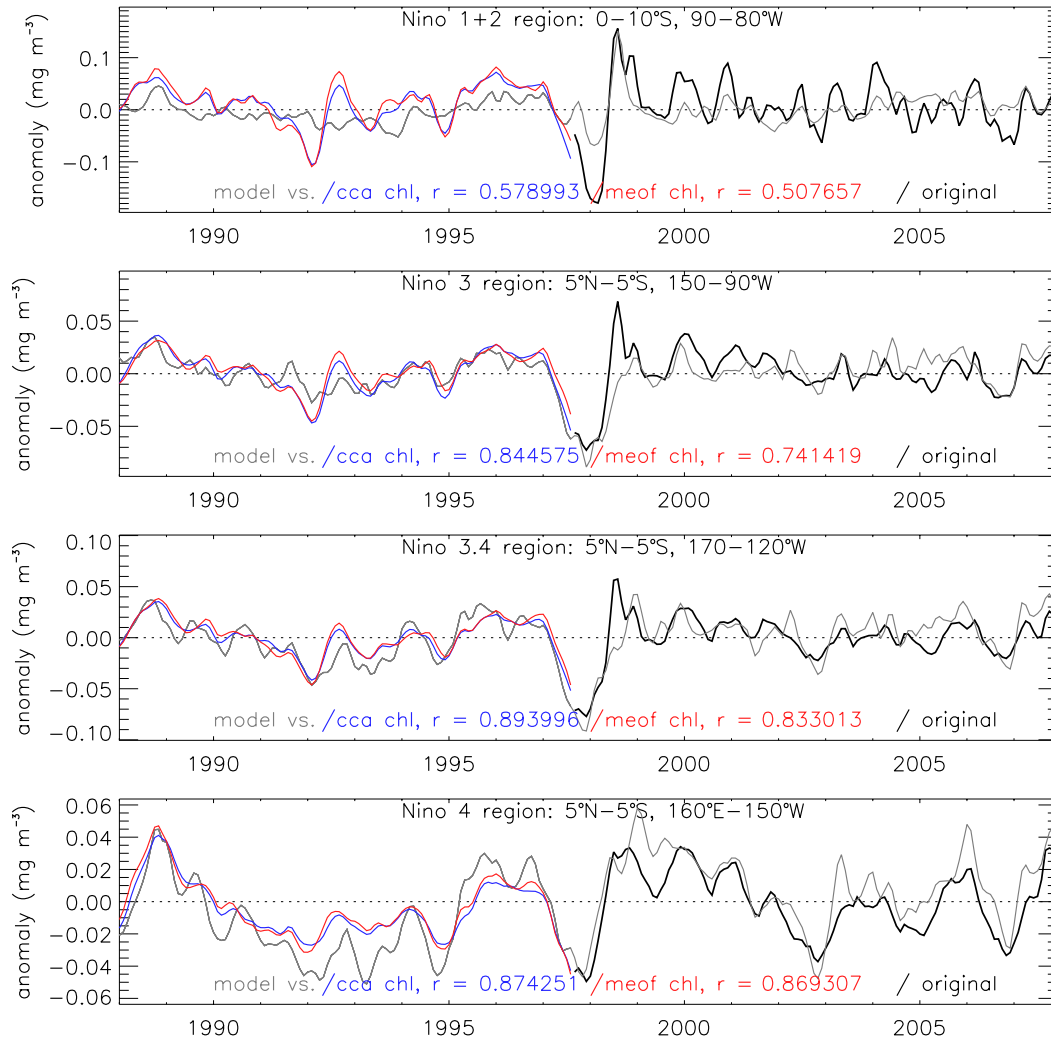 Nino 1+2 region: 0−10°S, 90−80°W
anomaly (mg m⁻³)
0.1
0.0
−0.1
model vs. /cca chl, r = 0.578993 /meof chl, r = 0.507657 / original
1990 1995 2000 2005
Nino 3 region: 5°N−5°S, 150−90°W
anomaly (mg m⁻³)
0.05
0.00
−0.05
model vs. /cca chl, r = 0.844575 /meof chl, r = 0.741419 / original
1990 1995 2000 2005
Nino 3.4 region: 5°N−5°S, 170−120°W
anomaly (mg m⁻³)
0.10
0.05
0.00
−0.05
−0.10
model vs. /cca chl, r = 0.893996 /meof chl, r = 0.833013 / original
1990 1995 2000 2005
Nino 4 region: 5°N−5°S, 160°E−150°W
anomaly (mg m⁻³)
0.06
0.04
0.02
0.00
−0.02
−0.04
−0.06
model vs. /cca chl, r = 0.874251 /meof chl, r = 0.869307 / original
1990 1995 2000 2005